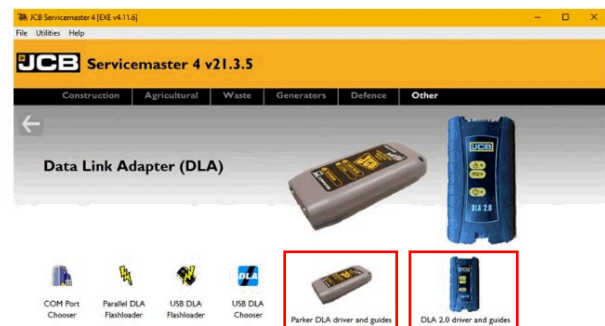 JCB Servicemaster 4 [EXE v4.11.6]
File Utilities Help
JCB Servicemaster 4 v21.3.5
Construction Agricultural Waste Generators Defence Other
Data Link Adapter (DLA)
JCB
DLA 2.0
DLA
COM Port Chooser
Parallel DLA Flashloader
USB DLA Flashloader
USB DLA Chooser
Parker DLA driver and guides
DLA 2.0 driver and guides